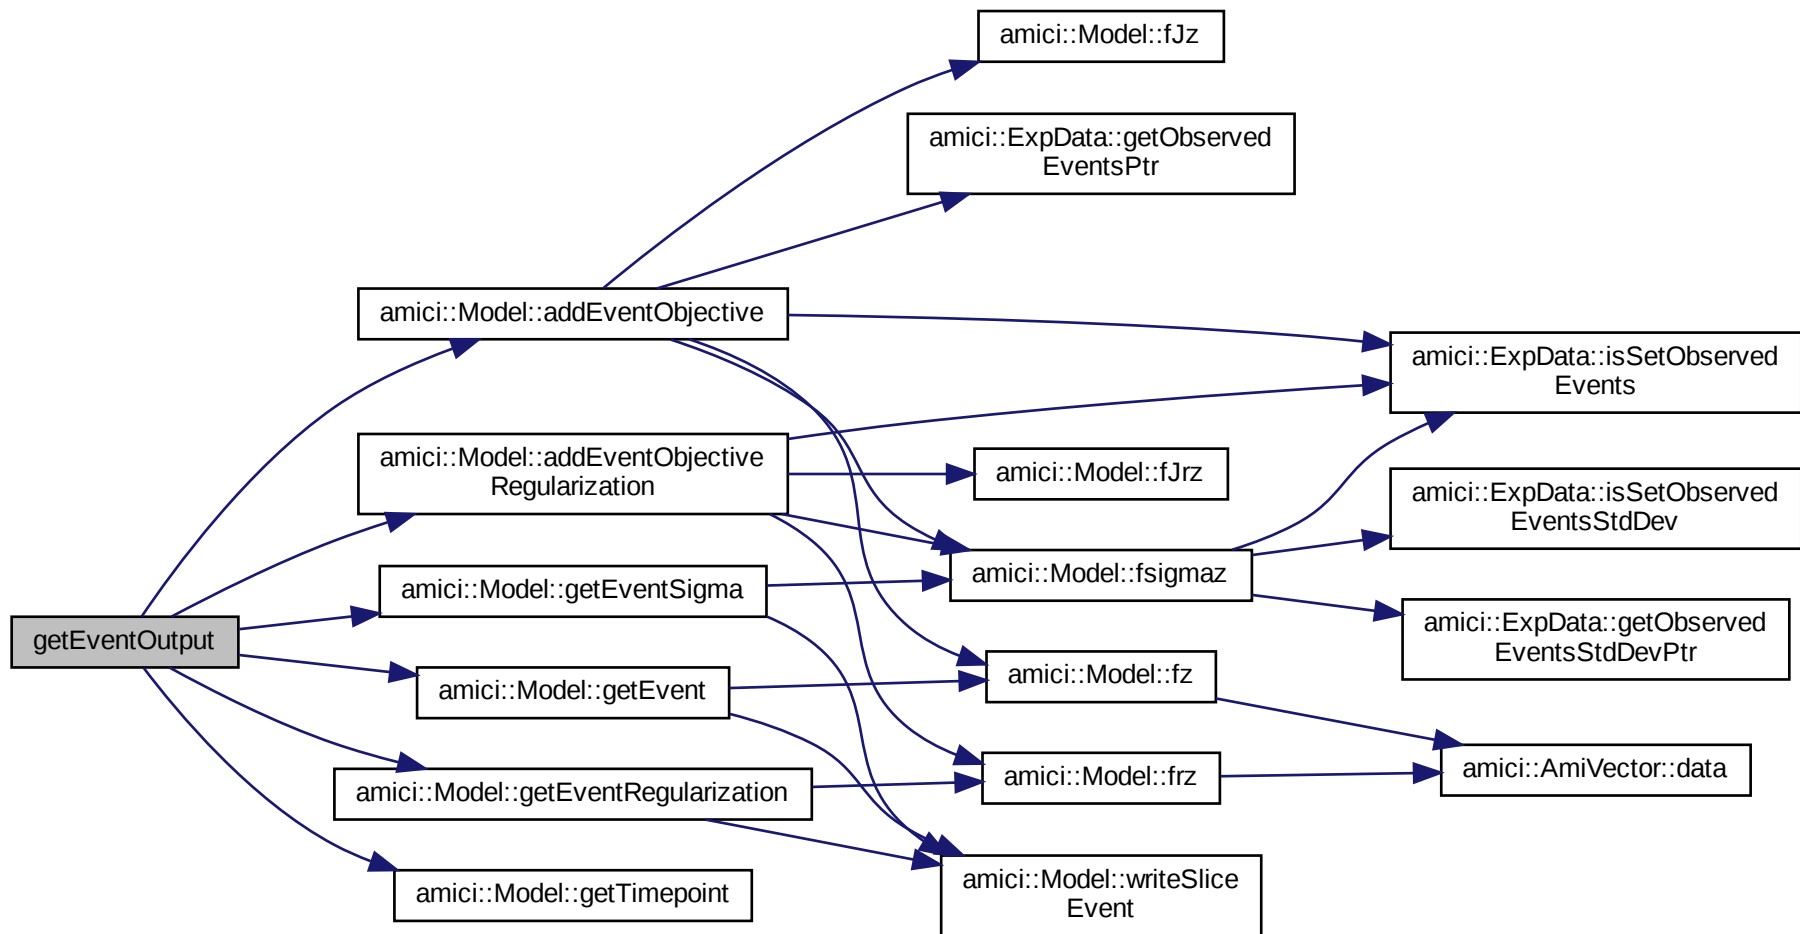 getEventOutput
amici::Model::addEventObjective
amici::Model::addEventObjective
Regularization
amici::Model::getEventSigma
amici::Model::getEvent
amici::Model::getEventRegularization
amici::Model::getTimepoint
amici::Model::fJz
amici::ExpData::getObserved
EventsPtr
amici::Model::fJrz
amici::Model::fsigmaz
amici::Model::fz
amici::Model::frz
amici::Model::writeSlice
Event
amici::ExpData::isSetObserved
Events
amici::ExpData::isSetObserved
EventsStdDev
amici::ExpData::getObserved
EventsStdDevPtr
amici::AmiVector::data